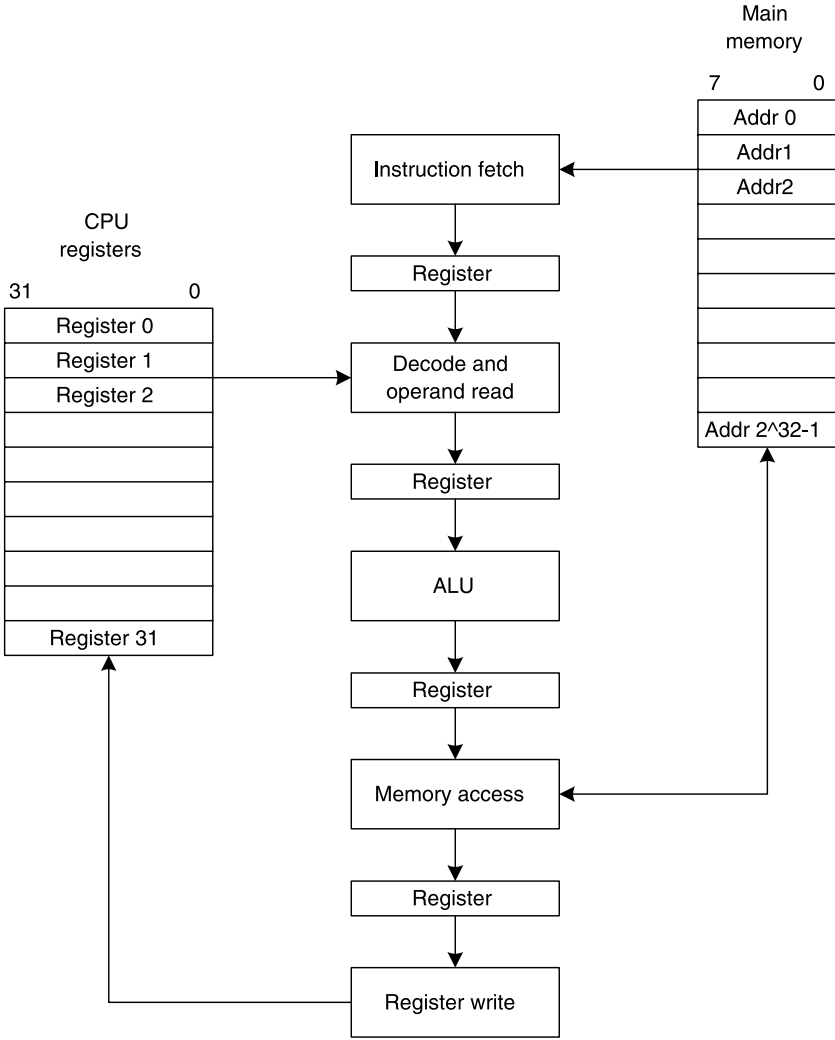 Main
memory
7 0
Addr 0
Addr1
Addr2
Addr 2^32-1
Instruction fetch
Register
Decode and
operand read
Register
ALU
Register
Memory access
Register
Register write
CPU
registers
31 0
Register 0
Register 1
Register 2
Register 31